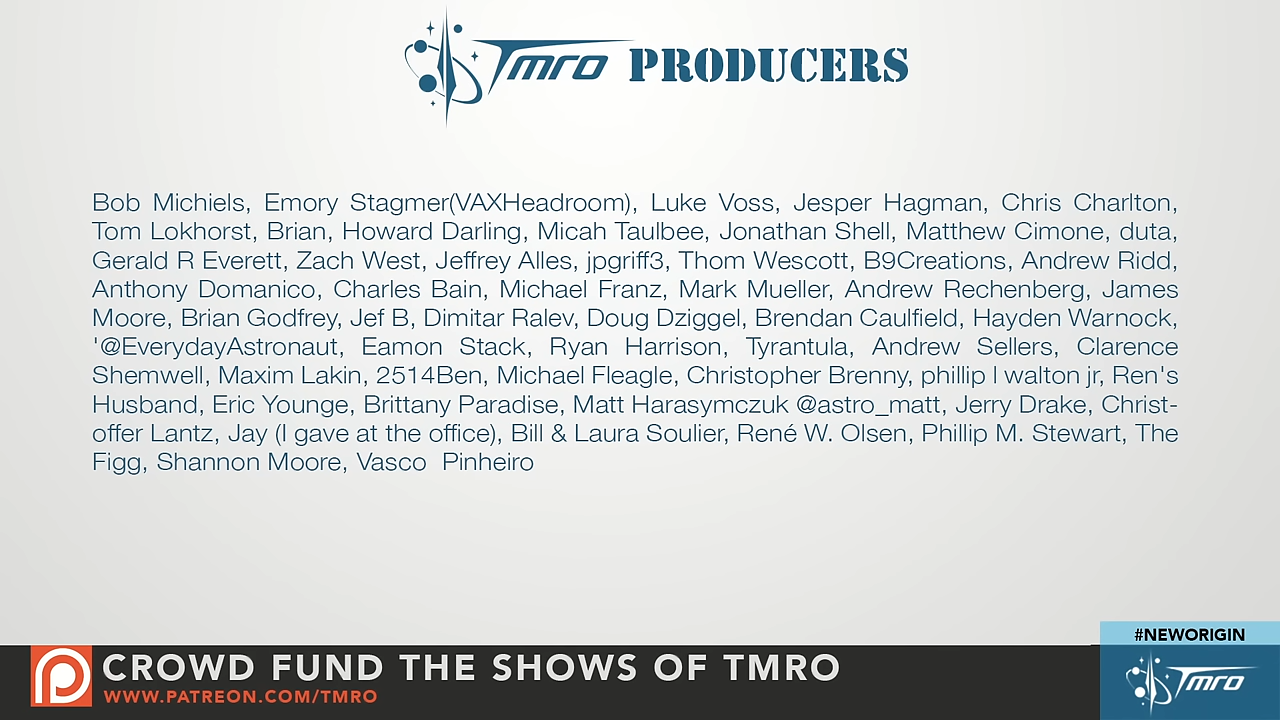 Tmro PRODUCERS
Bob Michiels, Emory Stagmer(VAXHeadroom), Luke Voss, Jesper Hagman, Chris Charlton,
Tom Lokhorst, Brian, Howard Darling, Micah Taulbee, Jonathan Shell, Matthew Cimone, duta,
Gerald R Everett, Zach West, Jeffrey Alles, jpgriff3, Thom Wescott, B9Creations, Andrew Ridd,
Anthony Domanico, Charles Bain, Michael Franz, Mark Mueller, Andrew Rechenberg, James
Moore, Brian Godfrey, Jef B, Dimitar Ralev, Doug Dziggel, Brendan Caulfield, Hayden Warnock,
'@EverydayAstronaut, Eamon Stack, Ryan Harrison, Tyrantula, Andrew Sellers, Clarence
Shemwell, Maxim Lakin, 2514Ben, Michael Fleagle, Christopher Brenny, phillip l walton jr, Ren's
Husband, Eric Younge, Brittany Paradise, Matt Harasymczuk @astro_matt, Jerry Drake, Christ-
offer Lantz, Jay (I gave at the office), Bill & Laura Soulier, René W. Olsen, Phillip M. Stewart, The
Figg, Shannon Moore, Vasco  Pinheiro
#NEWORIGIN
CROWD FUND THE SHOWS OF TMRO
WWW.PATREON.COM/TMRO
Tmro